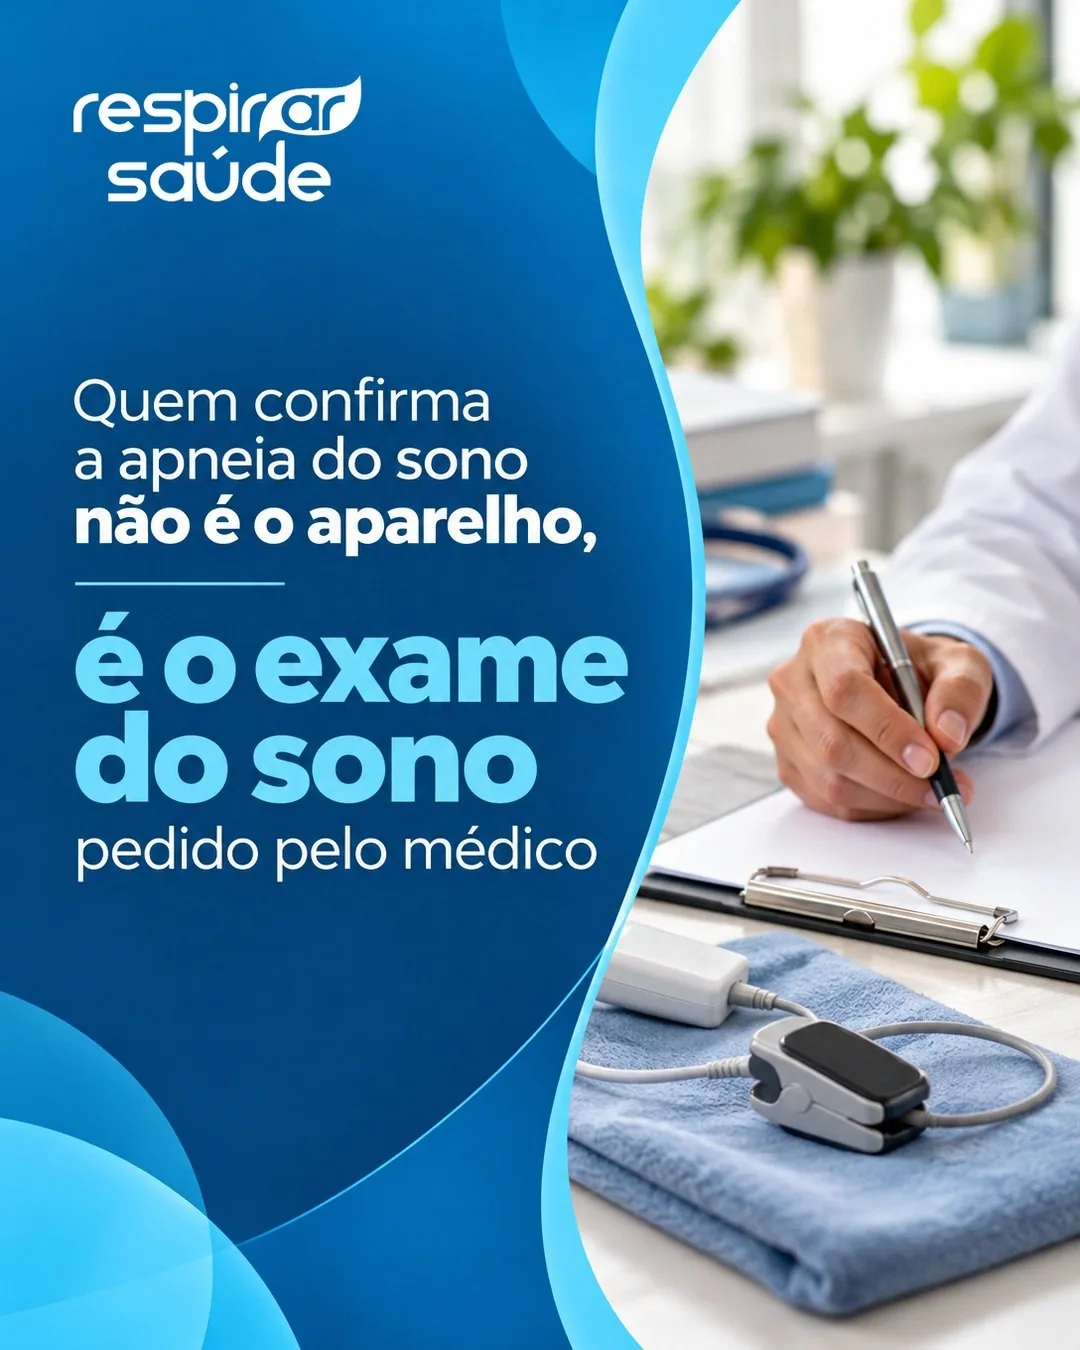 respirar
saúde
Quem confirma
a apneia do sono
não é o aparelho,
é o exame
do sono
pedido pelo médico